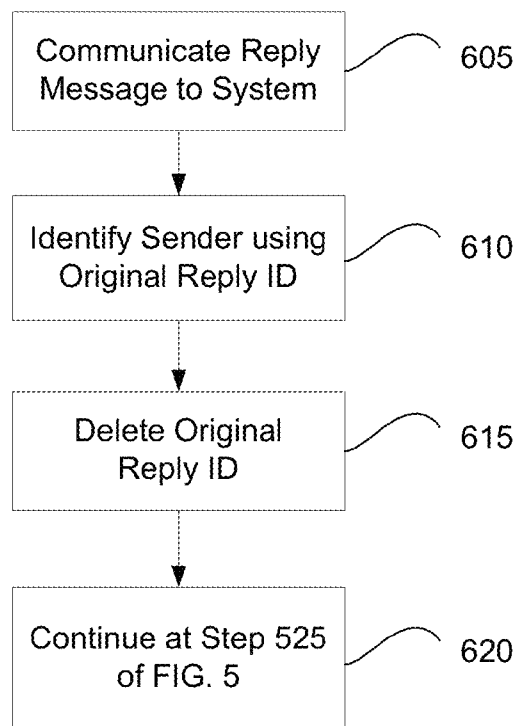 Communicate Reply
Message to System
605
Identify Sender using
Original Reply ID
610
Delete Original
Reply ID
615
Continue at Step 525
of FIG. 5
620